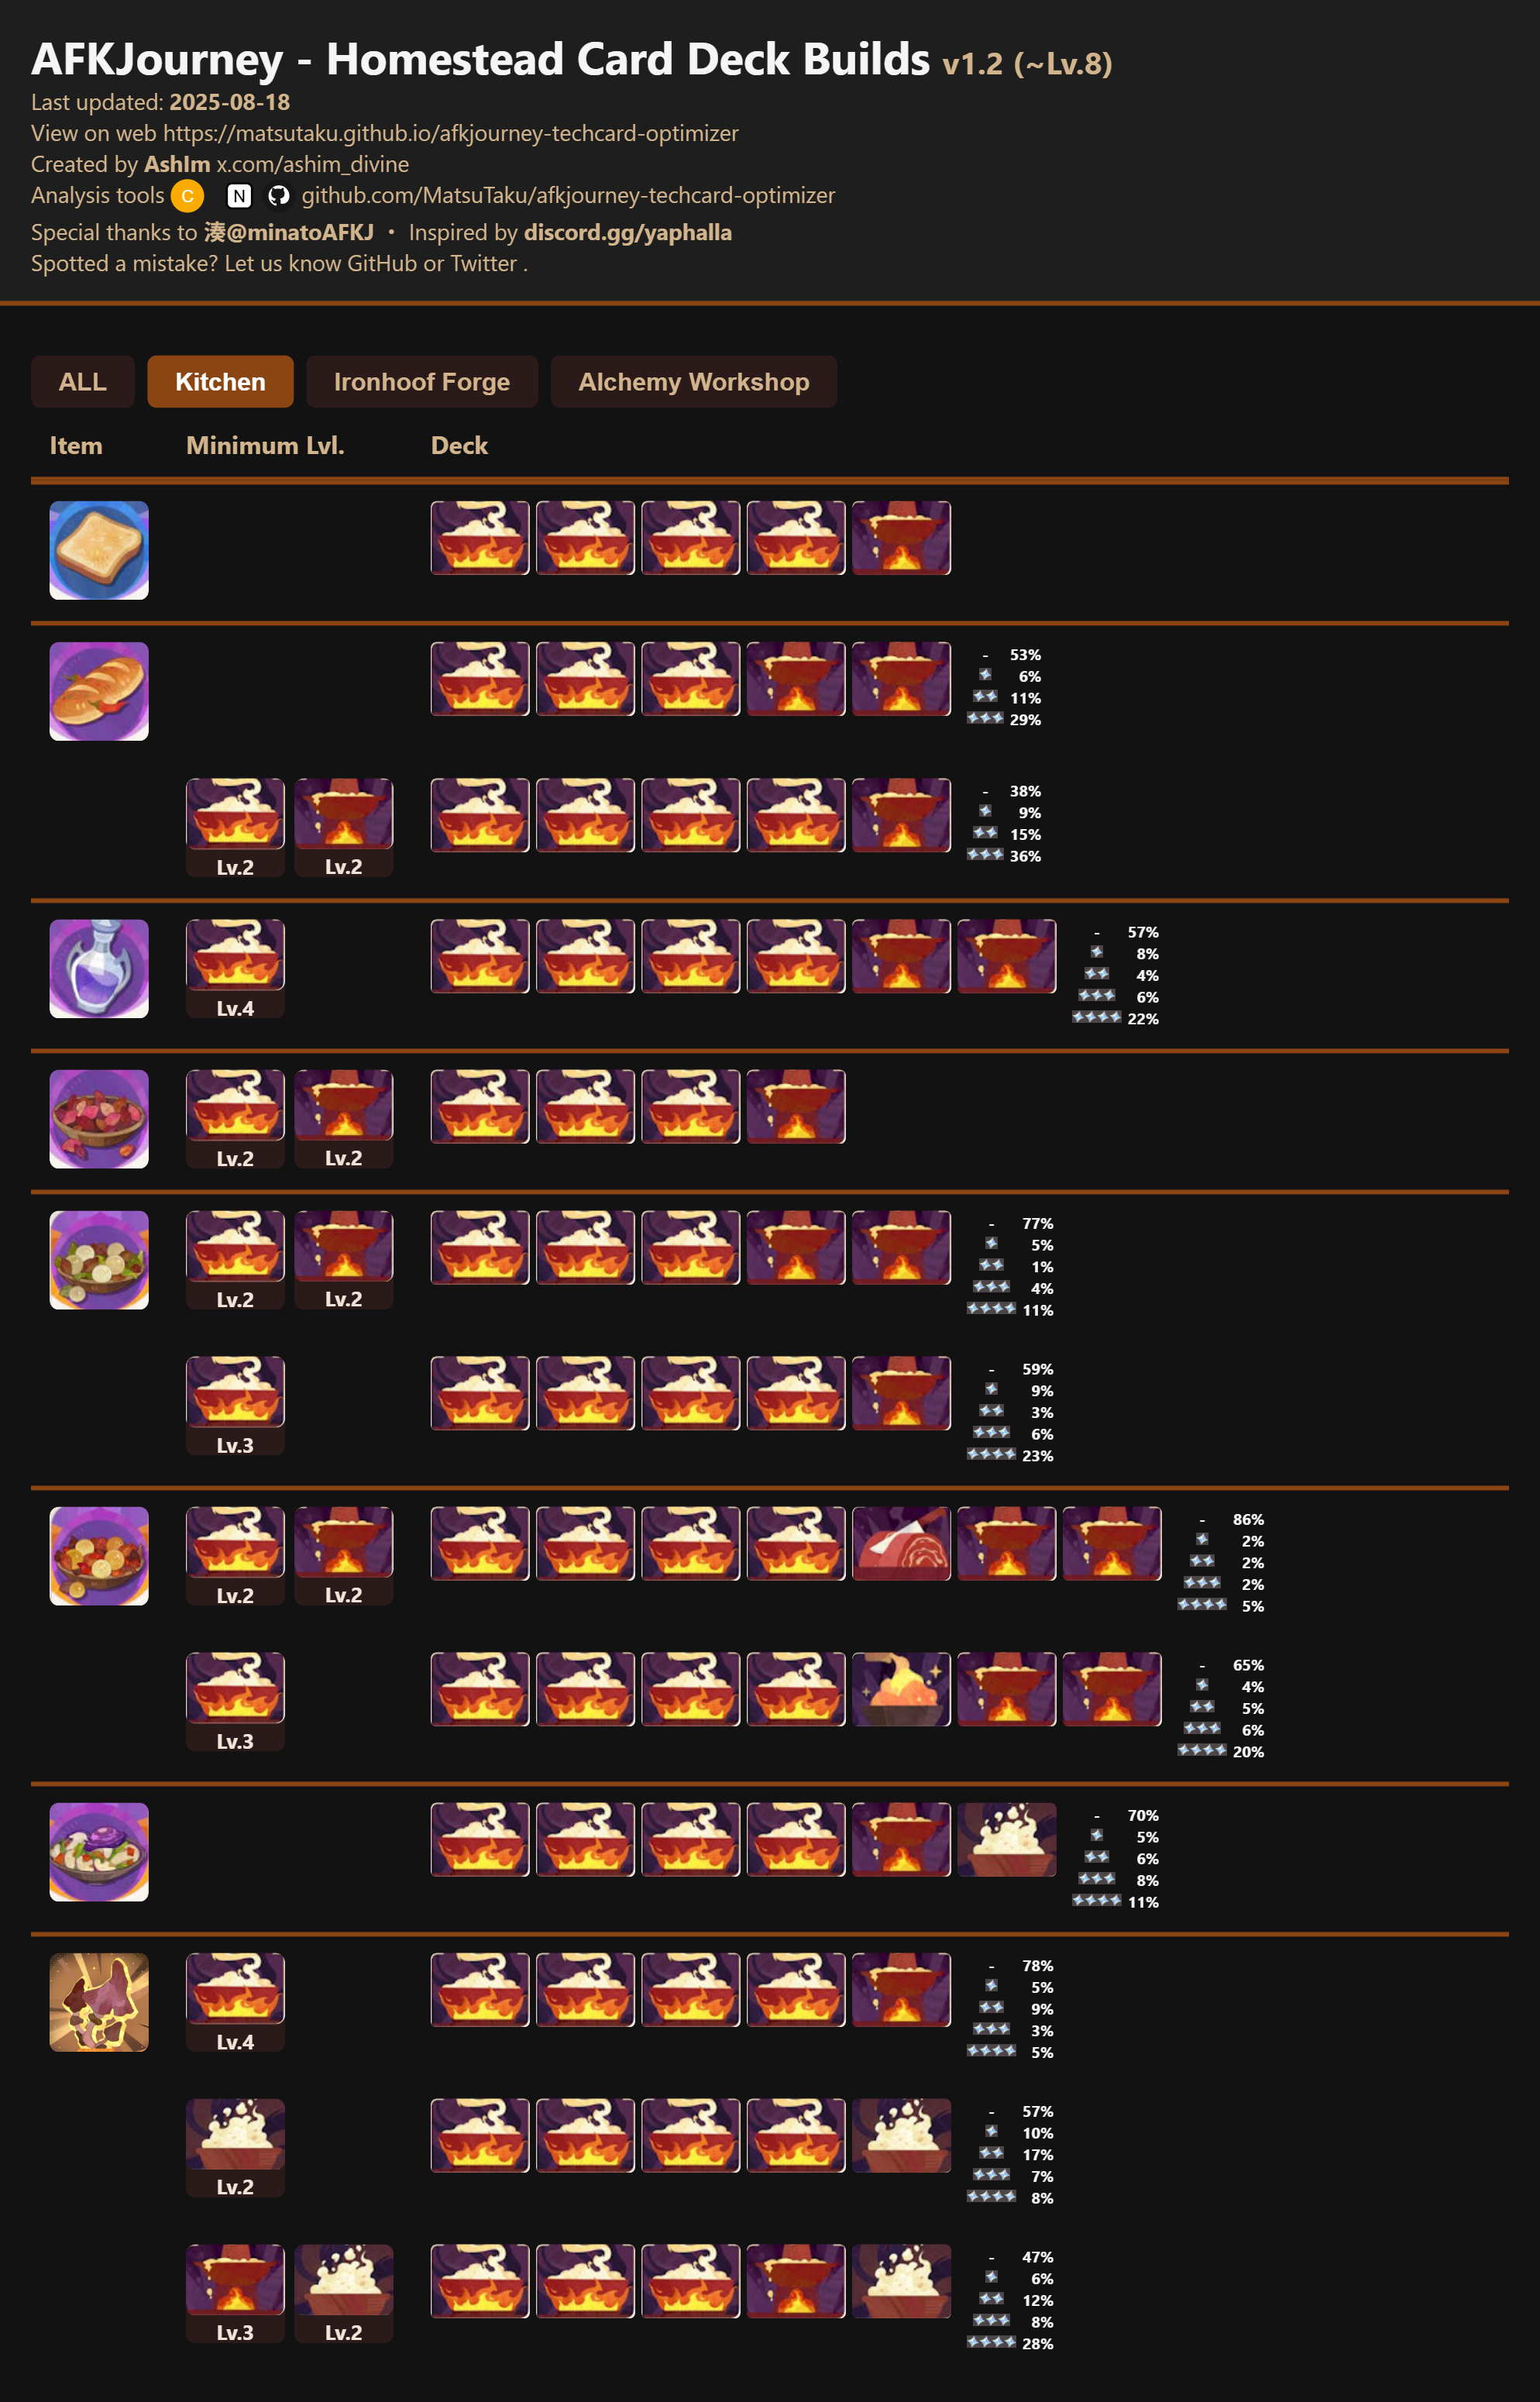 AFKJourney - Homestead Card Deck Builds v1.2 (~Lv.8)
Last updated: 2025-08-18
View on web https://matsutaku.github.io/afkjourney-techcard-optimizer
Created by AshIm x.com/ashim_divine
Analysis tools C N github.com/MatsuTaku/afkjourney-techcard-optimizer
Special thanks to 湊@minatoAFKJ ・ Inspired by discord.gg/yaphalla
Spotted a mistake? Let us know GitHub or Twitter .
ALL Kitchen Ironhoof Forge Alchemy Workshop
Item Minimum Lvl. Deck
- 53%
6%
11%
29%
- 38%
9%
15%
36%
Lv.2 Lv.2
- 57%
8%
4%
6%
22%
Lv.4
Lv.2 Lv.2
- 77%
5%
1%
4%
11%
Lv.2 Lv.2
- 59%
9%
3%
6%
23%
Lv.3
- 86%
2%
2%
2%
5%
Lv.2 Lv.2
- 65%
4%
5%
6%
20%
Lv.3
- 70%
5%
6%
8%
11%
- 78%
5%
9%
3%
5%
Lv.4
- 57%
10%
17%
7%
8%
Lv.2
- 47%
6%
12%
8%
28%
Lv.3 Lv.2